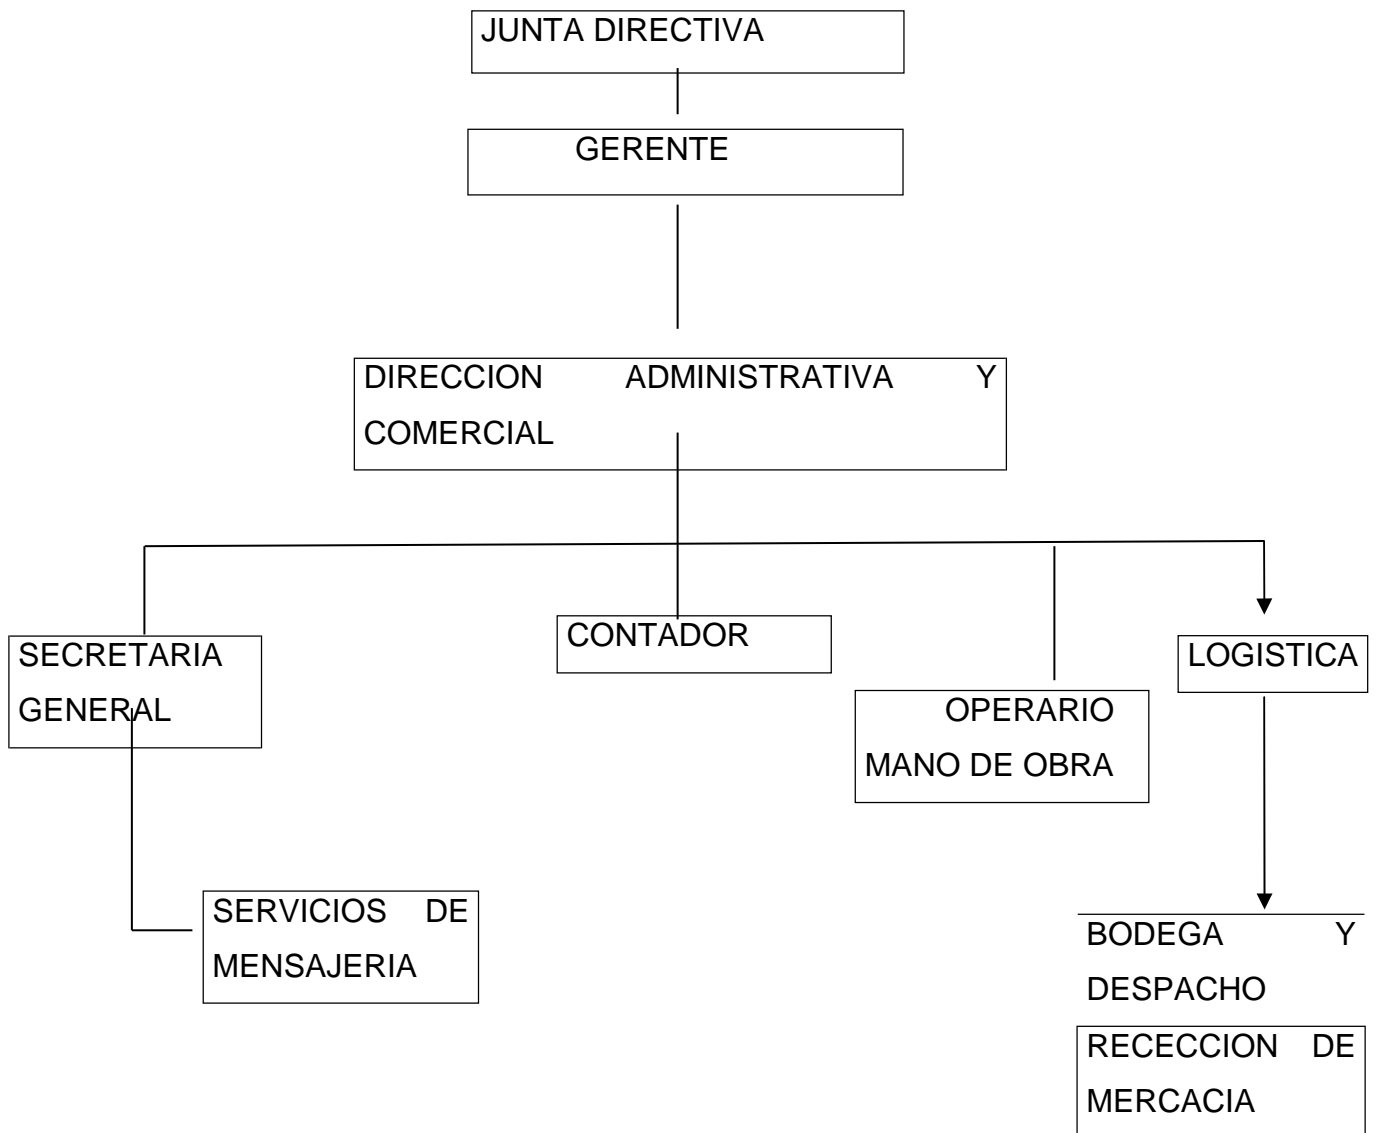 JUNTA DIRECTIVA
GERENTE
DIRECCION ADMINISTRATIVA Y
COMERCIAL
SECRETARIA
GENERAL
CONTADOR
OPERARIO
MANO DE OBRA
LOGISTICA
SERVICIOS DE
MENSAJERIA
BODEGA Y
DESPACHO
RECECCION DE
MERCACIA